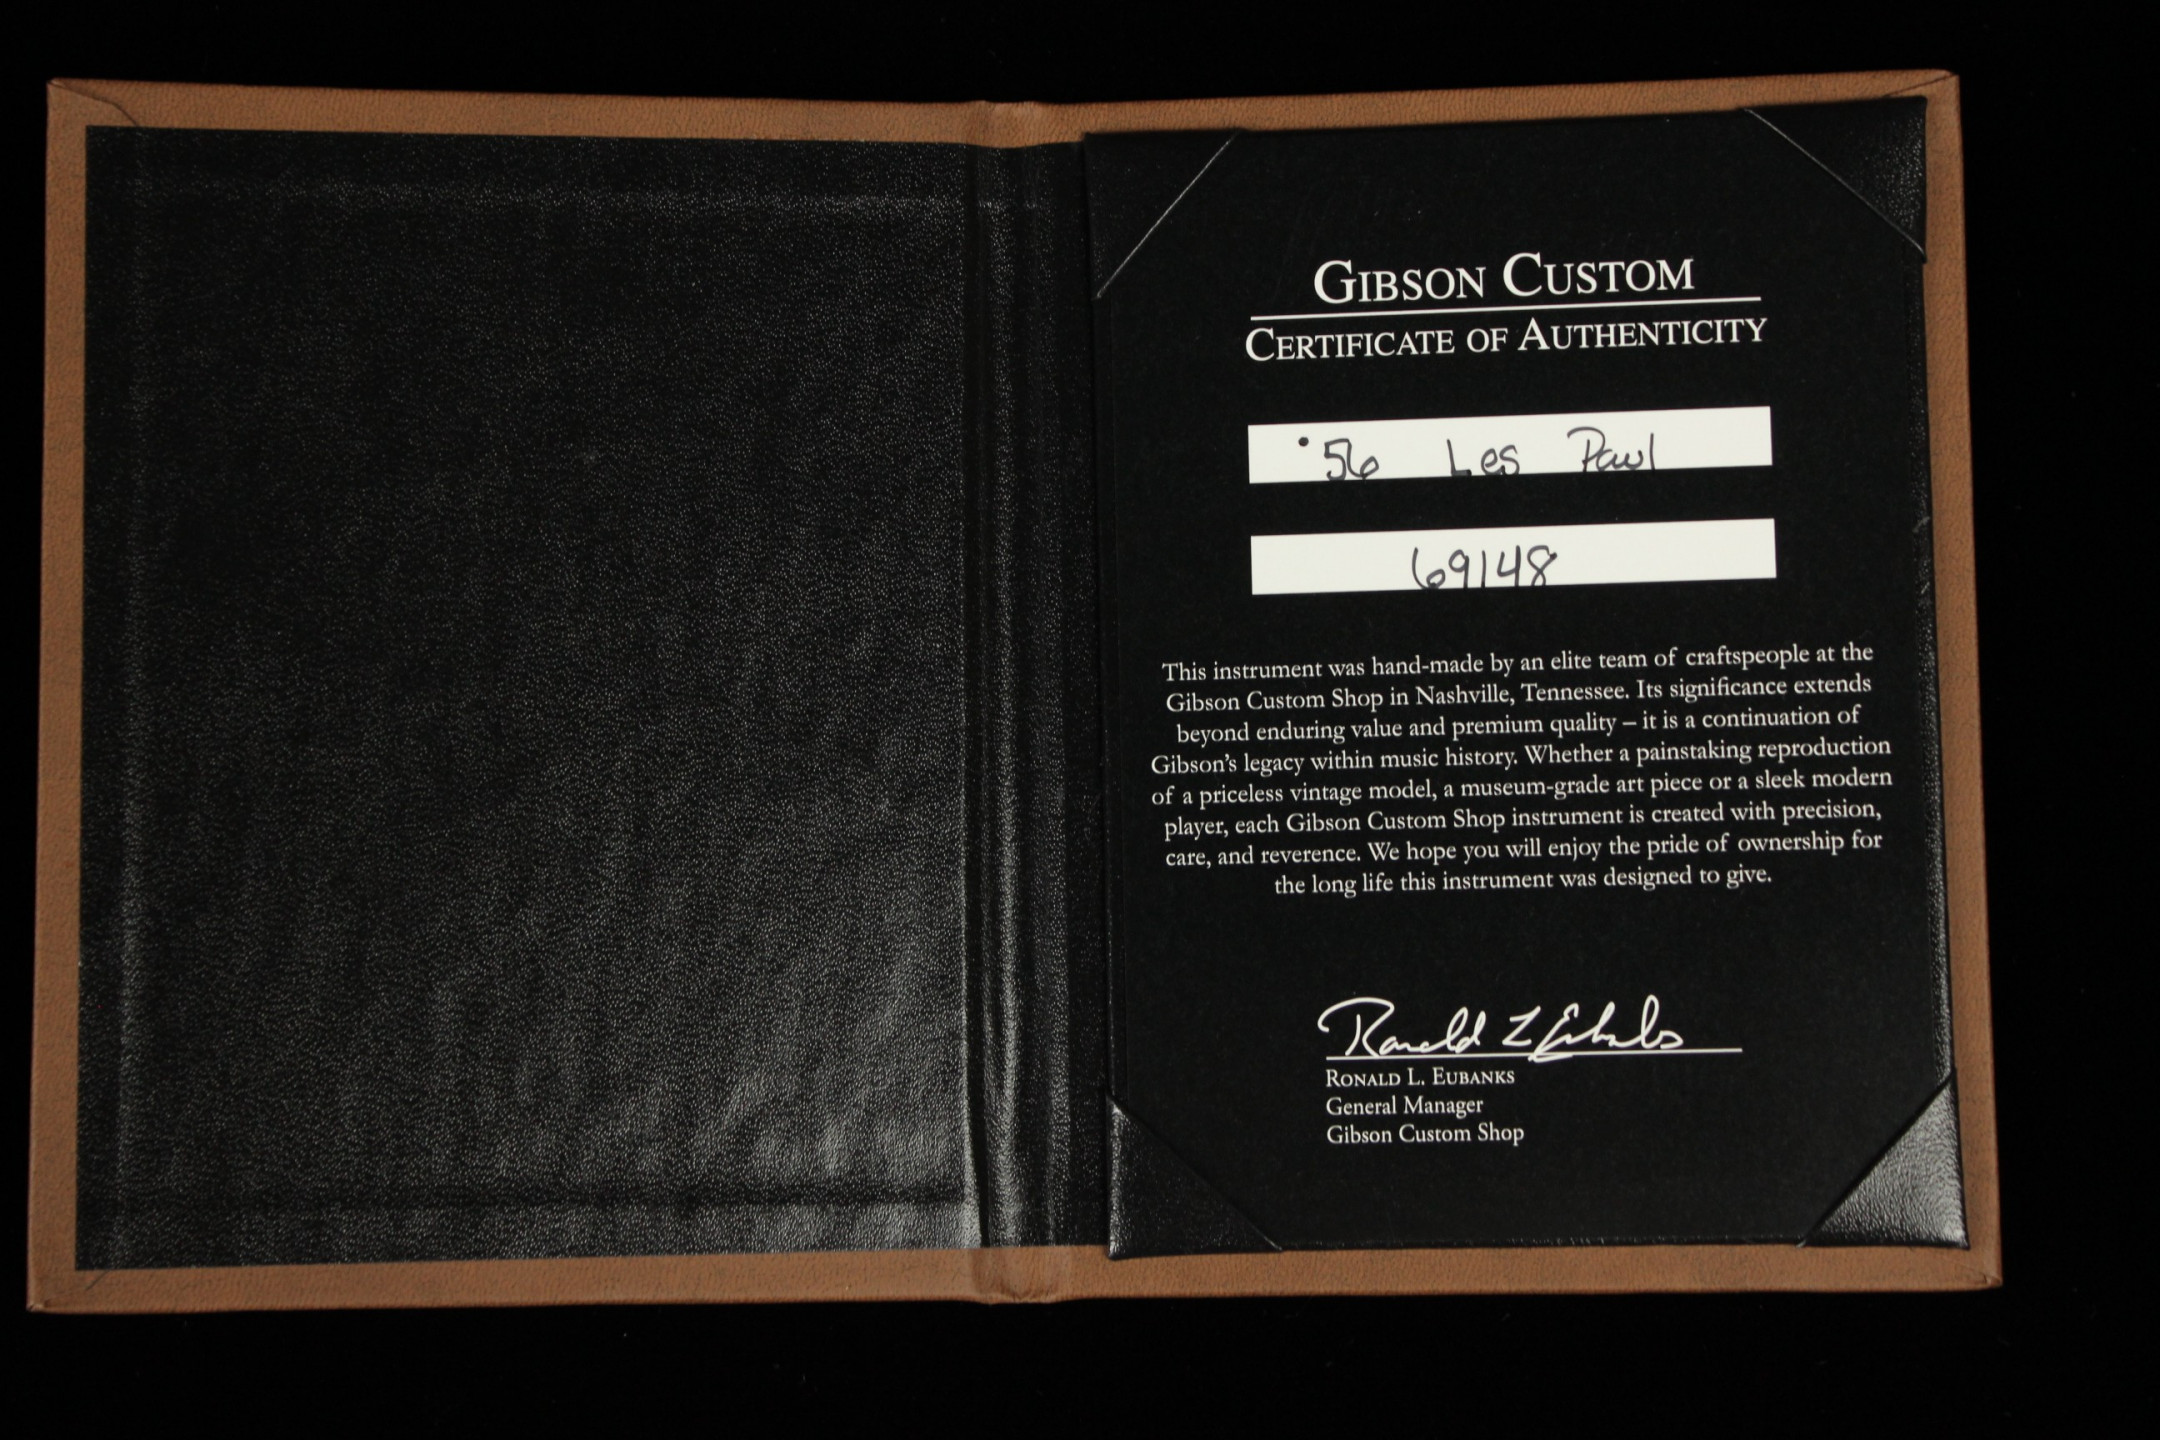 GIBSON CUSTOM
CERTIFICATE OF AUTHENTICITY
'56 Les Paul
69148
This instrument was hand-made by an elite team of craftspeople at the
Gibson Custom Shop in Nashville, Tennessee. Its significance extends
beyond enduring value and premium quality – it is a continuation of
Gibson's legacy within music history. Whether a painstaking reproduction
of a priceless vintage model, a museum-grade art piece or a sleek modern
player, each Gibson Custom Shop instrument is created with precision,
care, and reverence. We hope you will enjoy the pride of ownership for
the long life this instrument was designed to give.
Ronald L Eubanks
RONALD L. EUBANKS
General Manager
Gibson Custom Shop